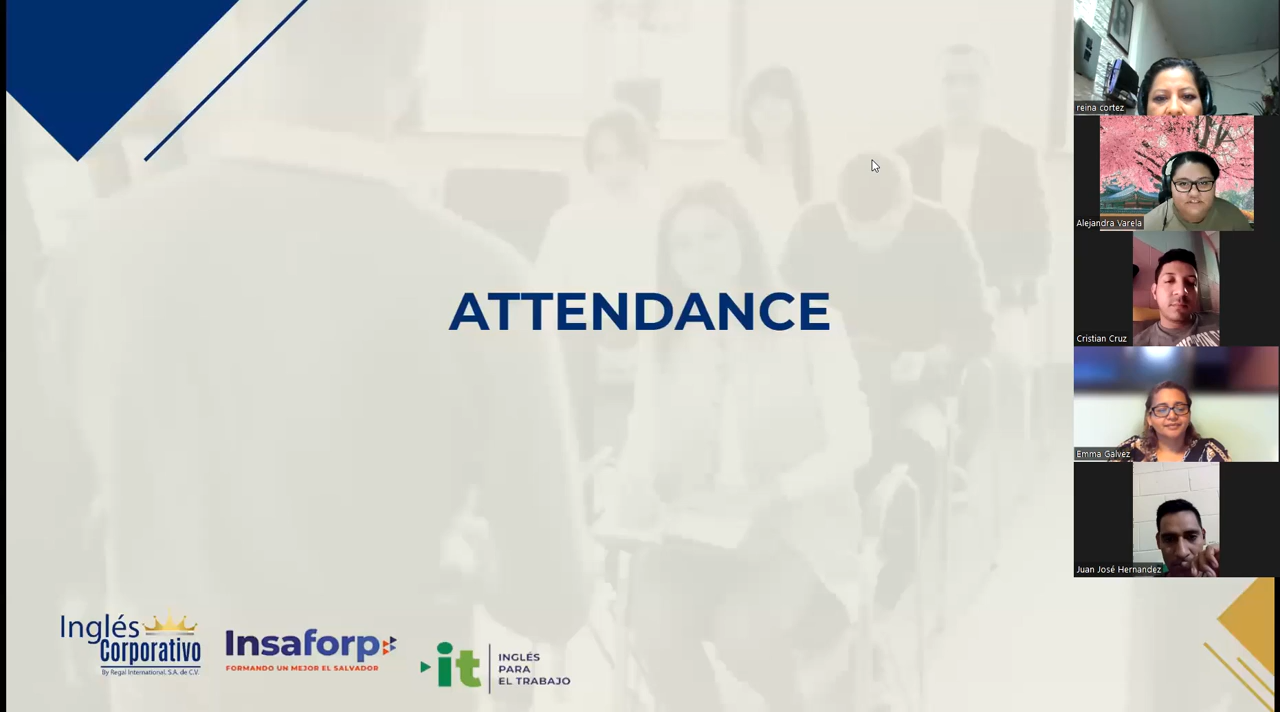 ATTENDANCE
Inglés
Corporativo
By Regal International, S.A. de C.V.
Insaforp
FORMANDO UN MEJOR EL SALVADOR
it
INGLÉS
PARA
EL TRABAJO
reina cortez
Alejandra Varela
Cristian Cruz
Emma Galvez
Juan José Hernandez